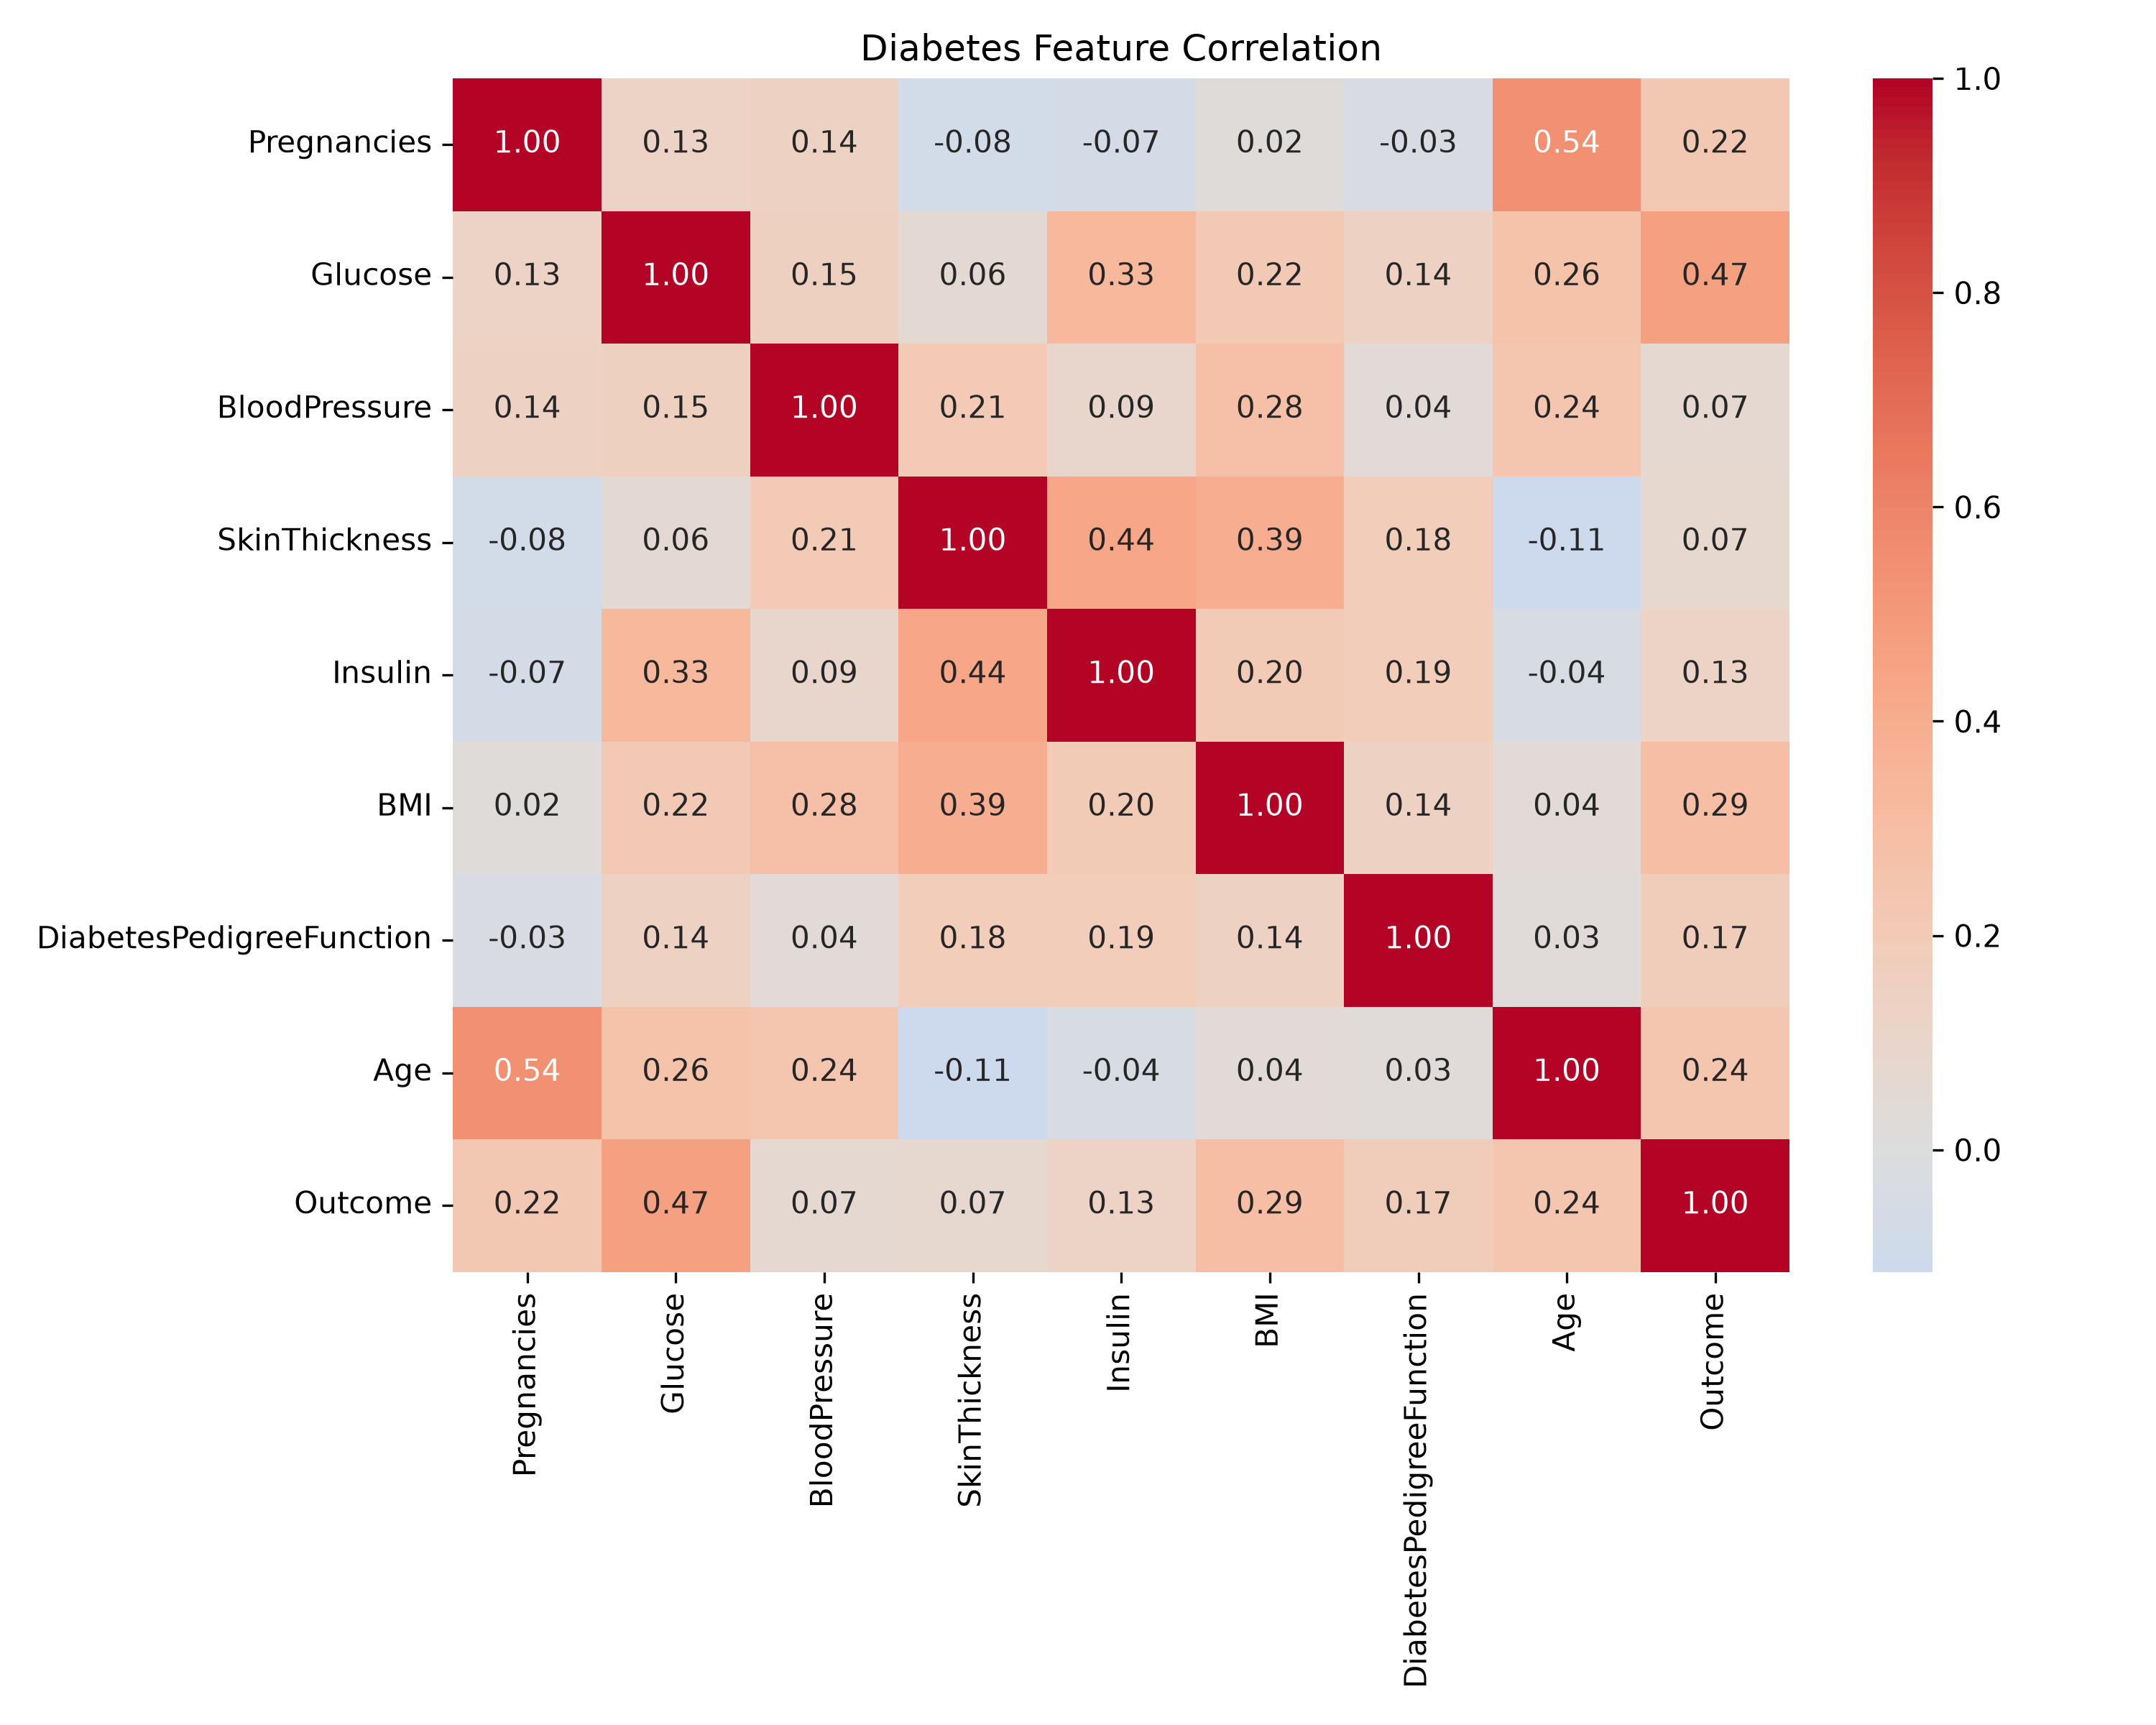 Diabetes Feature Correlation
Pregnancies 1.00 0.13 0.14 -0.08 -0.07 0.02 -0.03 0.54 0.22
Glucose 0.13 1.00 0.15 0.06 0.33 0.22 0.14 0.26 0.47
BloodPressure 0.14 0.15 1.00 0.21 0.09 0.28 0.04 0.24 0.07
SkinThickness -0.08 0.06 0.21 1.00 0.44 0.39 0.18 -0.11 0.07
Insulin -0.07 0.33 0.09 0.44 1.00 0.20 0.19 -0.04 0.13
BMI 0.02 0.22 0.28 0.39 0.20 1.00 0.14 0.04 0.29
DiabetesPedigreeFunction -0.03 0.14 0.04 0.18 0.19 0.14 1.00 0.03 0.17
Age 0.54 0.26 0.24 -0.11 -0.04 0.04 0.03 1.00 0.24
Outcome 0.22 0.47 0.07 0.07 0.13 0.29 0.17 0.24 1.00
Pregnancies
Glucose
BloodPressure
SkinThickness
Insulin
BMI
DiabetesPedigreeFunction
Age
Outcome
1.0
0.8
0.6
0.4
0.2
0.0